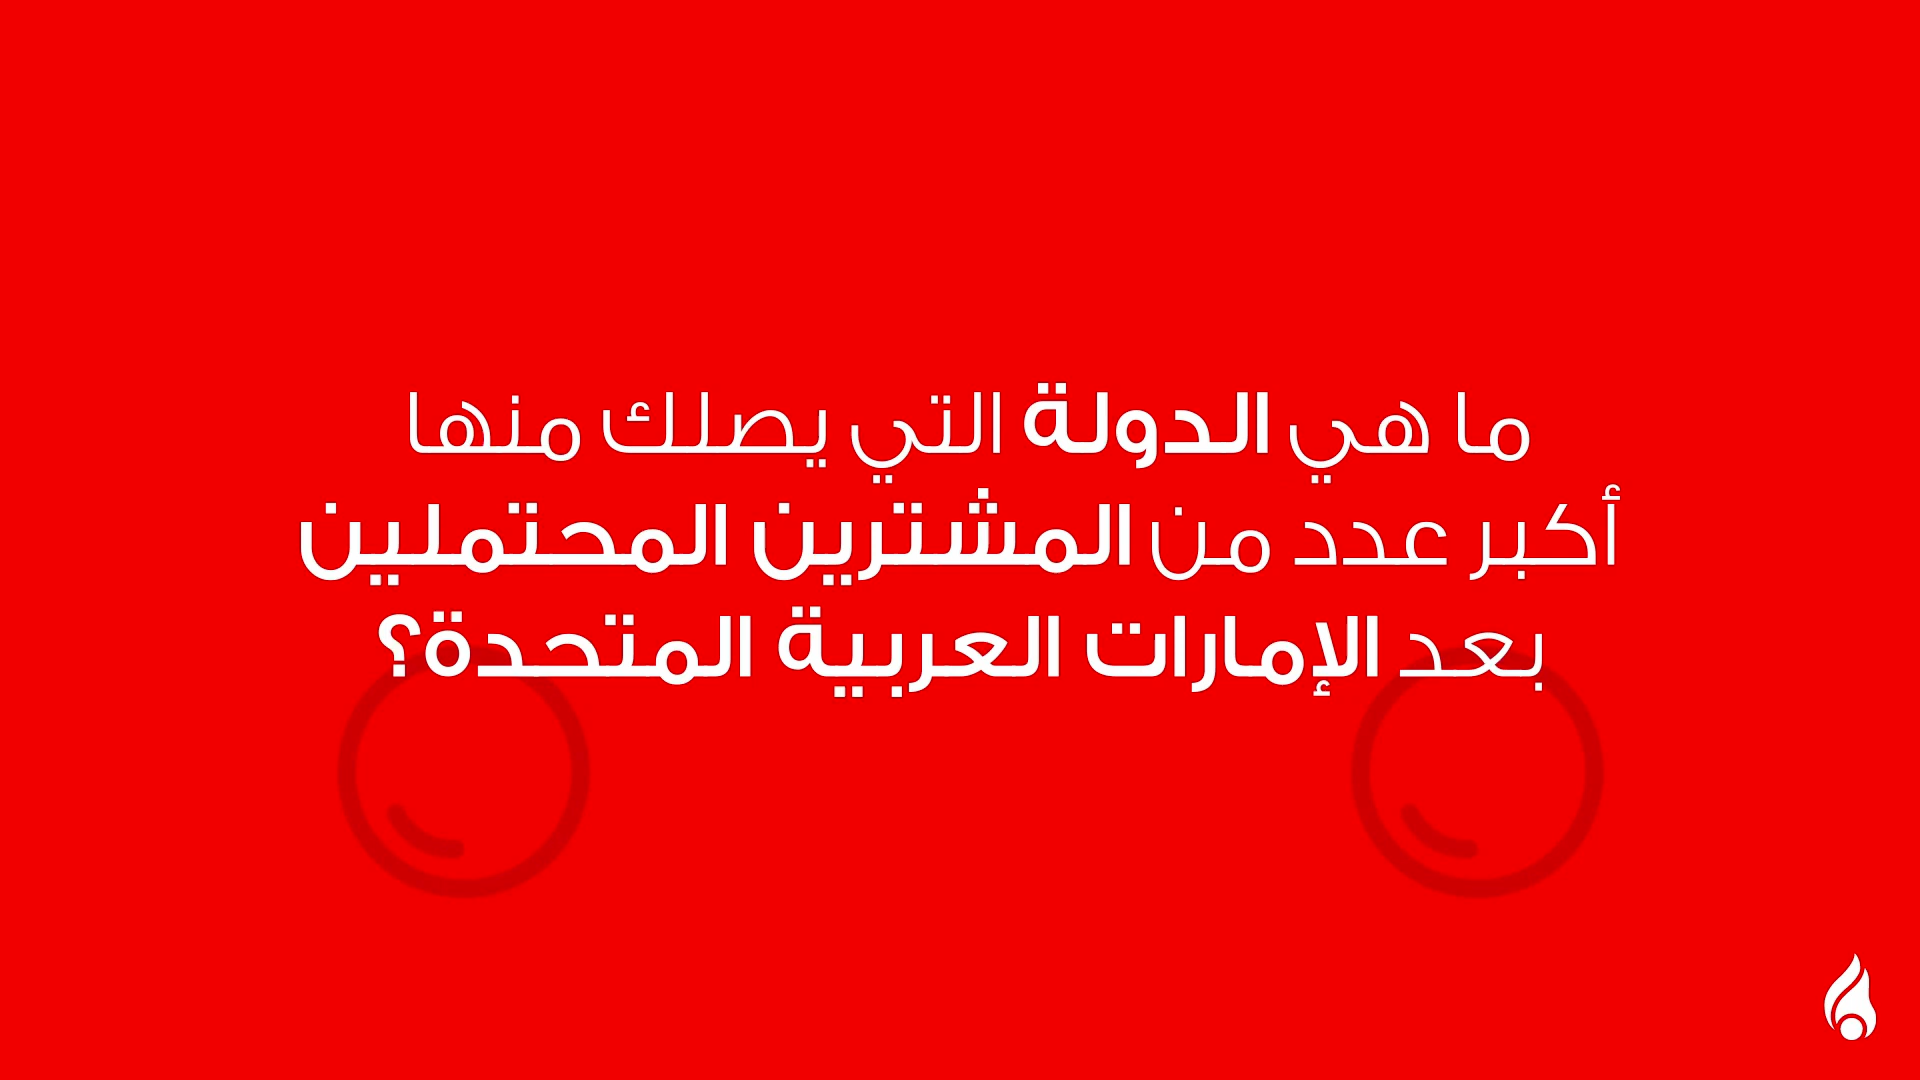 ما هي الدولة التي يصلك منها
أكبر عدد من المشترين المحتملين
بعد الإمارات العربية المتحدة؟